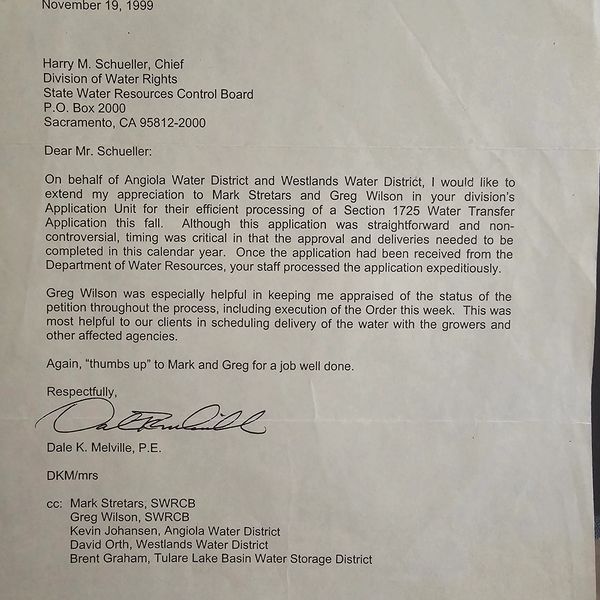 November 19, 1999
Harry M. Schueller, Chief
Division of Water Rights
State Water Resources Control Board
P.O. Box 2000
Sacramento, CA 95812-2000
Dear Mr. Schueller:
On behalf of Angiola Water District and Westlands Water District, I would like to
extend my appreciation to Mark Stretars and Greg Wilson in your division's
Application Unit for their efficient processing of a Section 1725 Water Transfer
Application this fall. Although this application was straightforward and non-
controversial, timing was critical in that the approval and deliveries needed to be
completed in this calendar year. Once the application had been received from the
Department of Water Resources, your staff processed the application expeditiously.
Greg Wilson was especially helpful in keeping me appraised of the status of the
petition throughout the process, including execution of the Order this week. This was
most helpful to our clients in scheduling delivery of the water with the growers and
other affected agencies.
Again, "thumbs up" to Mark and Greg for a job well done.
Respectfully,
Dale K. Melville, P.E.
DKM/mrs
cc: Mark Stretars, SWRCB
Greg Wilson, SWRCB
Kevin Johansen, Angiola Water District
David Orth, Westlands Water District
Brent Graham, Tulare Lake Basin Water Storage District